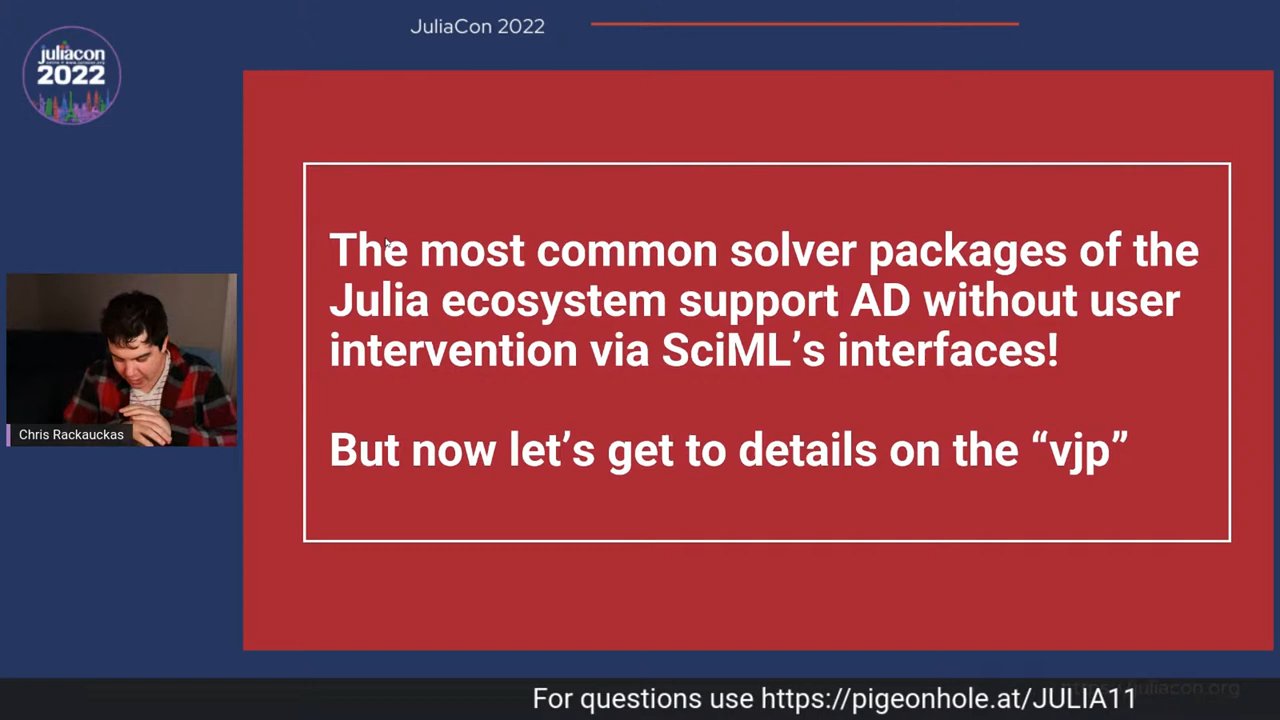 JuliaCon 2022
juliacon
2022
The most common solver packages of the
Julia ecosystem support AD without user
intervention via SciML’s interfaces!
But now let’s get to details on the “vjp”
Chris Rackauckas
For questions use https://pigeonhole.at/JULIA11